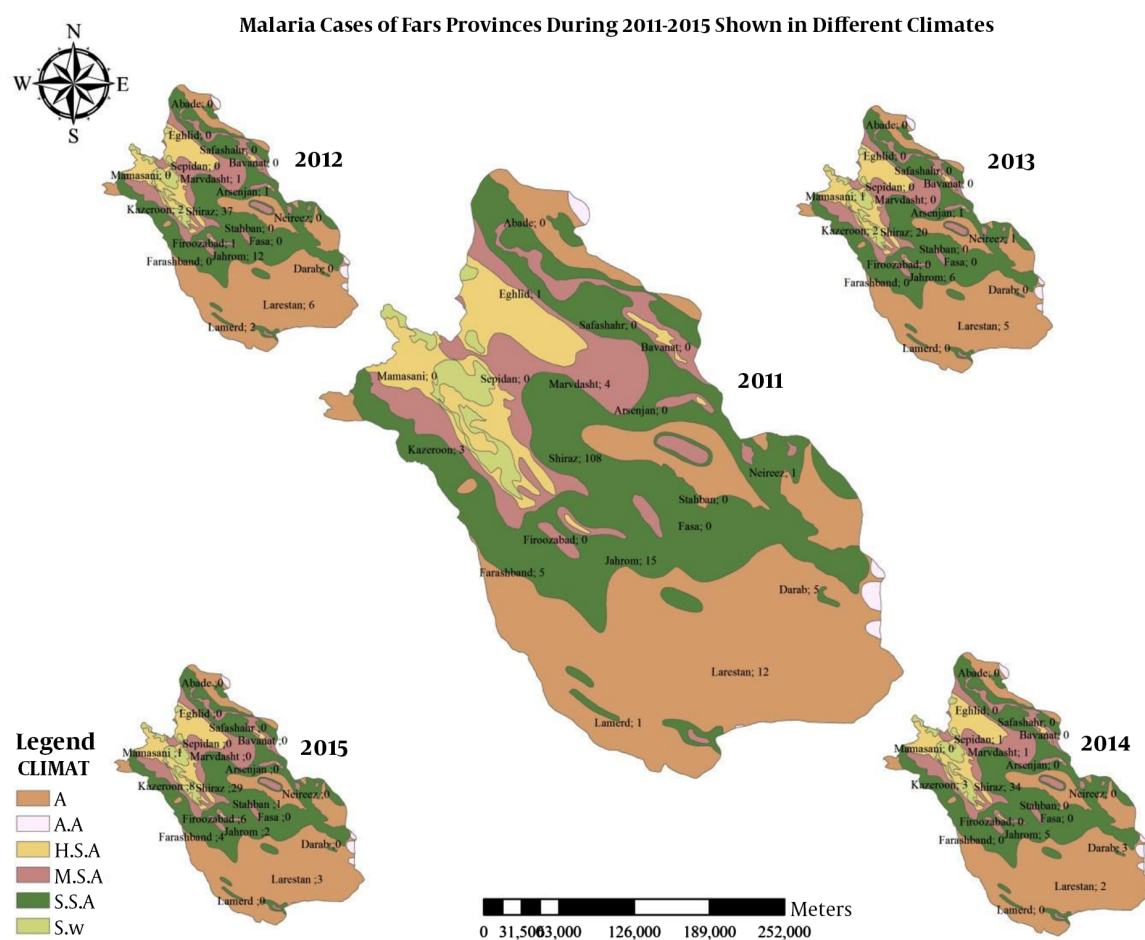 Malaria Cases of Fars Provinces During 2011-2015 Shown in Different Climates
N
W E
S
2012
Abade; 0
Eghlid; 0
Safashahr; 0
Bavanat; 0
Sepidan; 0
Mamasani; 0
Marvdasht; 1
Arsenjan; 1
Kazeroon; 2
Shiraz; 37
Neireez; 0
Stahban; 0
Fasa; 0
Firoozabad; 1
Jahrom; 12
Farashband; 0
Darab; 0
Larestan; 6
Lamerd; 2
2013
Abade; 0
Eghlid; 0
Safashahr; 0
Bavanat; 0
Sepidan; 0
Mamasani; 1
Marvdasht; 0
Arsenjan; 1
Kazeroon; 2
Shiraz; 20
Neireez; 1
Stahban; 0
Fasa; 0
Firoozabad; 0
Jahrom; 6
Farashband; 0
Darab; 0
Larestan; 5
Lamerd; 0
2011
Abade; 0
Eghlid; 1
Safashahr; 0
Bavanat; 0
Mamasani; 0
Sepidan; 0
Marvdasht; 4
Arsenjan; 0
Kazeroon; 3
Shiraz; 108
Neireez; 1
Stahban; 0
Fasa; 0
Firoozabad; 0
Jahrom; 15
Farashband; 5
Darab; 5
Larestan; 12
Lamerd; 1
2015
Abade ;0
Eghlid ;0
Safashahr ;0
Bavanat ;0
Sepidan ;0
Mamasani ;1
Marvdasht ;0
Arsenjan ;0
Kazeroon ;8
Shiraz ;29
Neireez ;0
Stahban ;1
Fasa ;0
Firoozabad ;6
Jahrom ;2
Farashband ;4
Darab ;0
Larestan ;3
Lamerd ;0
2014
Abade; 0
Eghlid; 0
Safashahr; 0
Bavanat; 0
Sepidan; 1
Mamasani; 0
Marvdasht; 1
Arsenjan; 0
Kazeroon; 3
Shiraz; 34
Neireez; 0
Stahban; 0
Fasa; 0
Firoozabad; 0
Jahrom; 5
Farashband; 0
Darab; 3
Larestan; 2
Lamerd; 0
Legend
CLIMAT
A
A.A
H.S.A
M.S.A
S.S.A
S.w
Meters
0 31,500 63,000 126,000 189,000 252,000